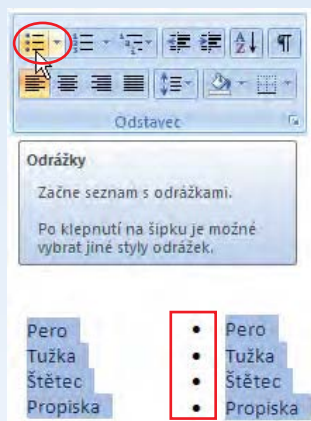 Odstavec
Odrážky
Začne seznam s odrážkami.
Po klepnutí na šipku je možné
vybrat jiné styly odrážek.
Pero
Tužka
Štětec
Propiska
• Pero
• Tužka
• Štětec
• Propiska